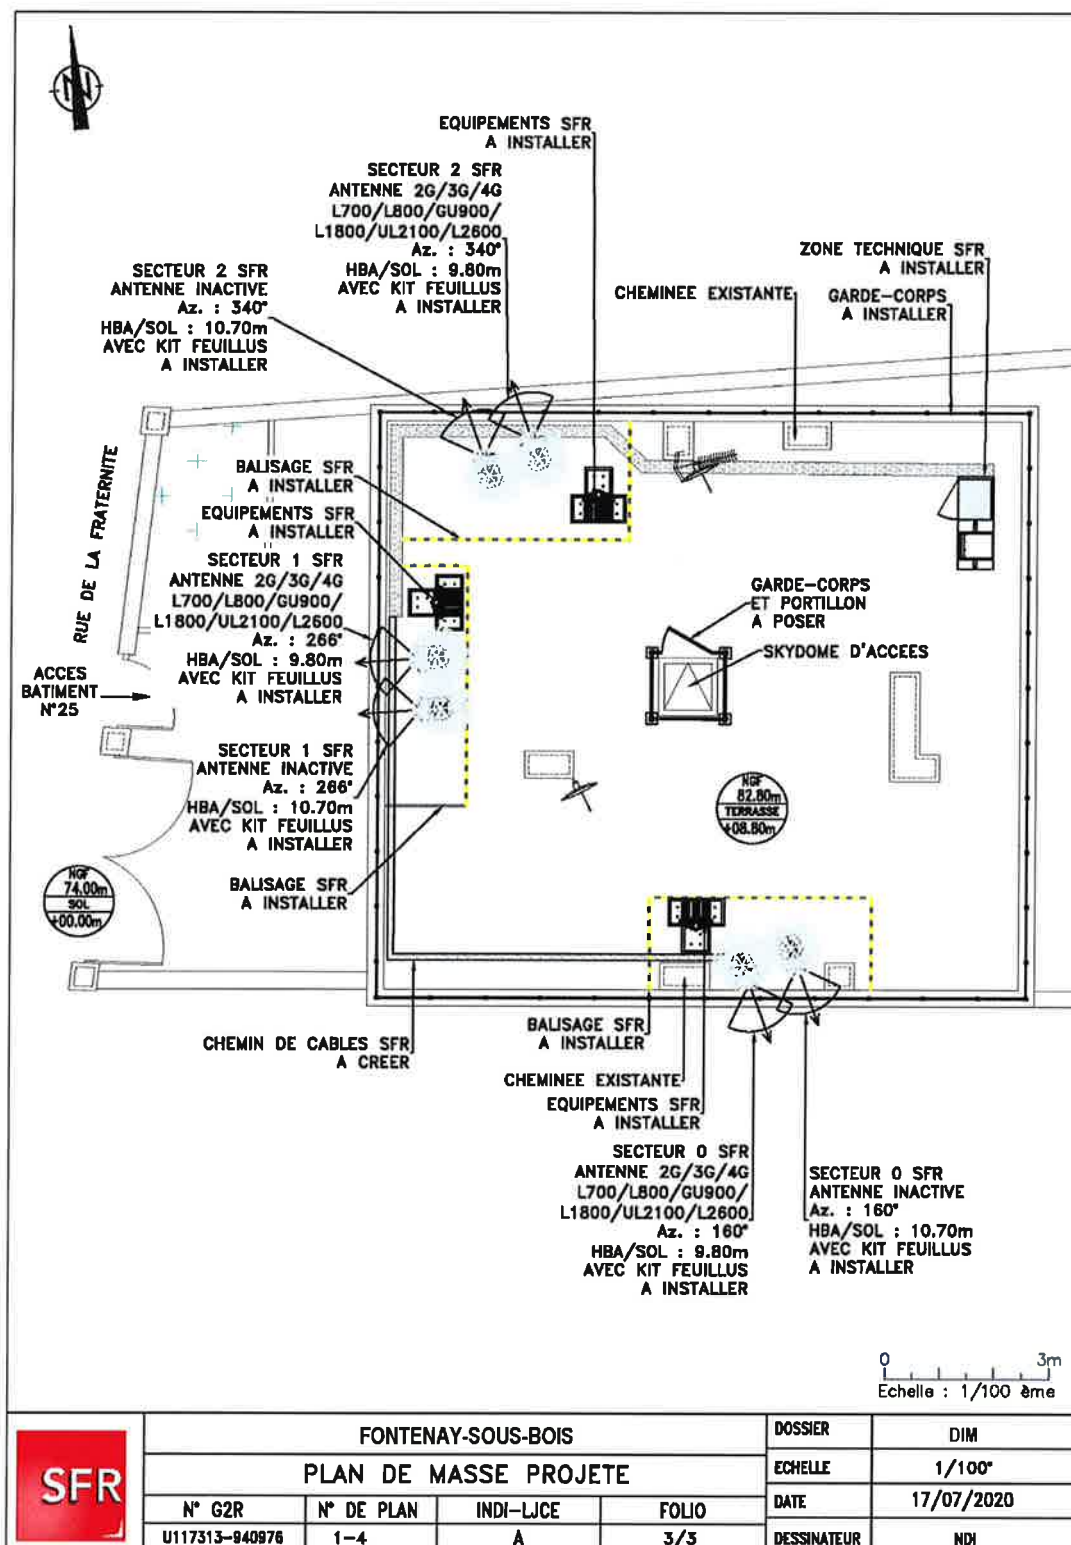 N
EQUIPEMENTS SFR
A INSTALLER
SECTEUR 2 SFR
ANTENNE 2G/3G/4G
L700/L800/GU900/
L1800/UL2100/L2600
Az. : 340°
HBA/SOL : 9.80m
AVEC KIT FEUILLUS
A INSTALLER
SECTEUR 2 SFR
ANTENNE INACTIVE
Az. : 340°
HBA/SOL : 10.70m
AVEC KIT FEUILLUS
A INSTALLER
ZONE TECHNIQUE SFR
A INSTALLER
CHEMINEE EXISTANTE
GARDE-CORPS
A INSTALLER
RUE DE LA FRATERNITE
BALISAGE SFR
A INSTALLER
EQUIPEMENTS SFR
A INSTALLER
SECTEUR 1 SFR
ANTENNE 2G/3G/4G
L700/L800/GU900/
L1800/UL2100/L2600
Az. : 266°
HBA/SOL : 9.80m
AVEC KIT FEUILLUS
A INSTALLER
GARDE-CORPS
ET PORTILLON
A POSER
SKYDOME D'ACCEES
ACCES
BATIMENT
N°25
SECTEUR 1 SFR
ANTENNE INACTIVE
Az. : 266°
HBA/SOL : 10.70m
AVEC KIT FEUILLUS
A INSTALLER
NGF
82.80m
TERRASSE
+08.80m
BALISAGE SFR
A INSTALLER
NGF
74.00m
SOL
+00.00m
CHEMIN DE CABLES SFR
A CREER
BALISAGE SFR
A INSTALLER
CHEMINEE EXISTANTE
EQUIPEMENTS SFR
A INSTALLER
SECTEUR 0 SFR
ANTENNE 2G/3G/4G
L700/L800/GU900/
L1800/UL2100/L2600
Az. : 160°
HBA/SOL : 9.80m
AVEC KIT FEUILLUS
A INSTALLER
SECTEUR 0 SFR
ANTENNE INACTIVE
Az. : 160°
HBA/SOL : 10.70m
AVEC KIT FEUILLUS
A INSTALLER
0 3m
Echelle : 1/100 ème
SFR
FONTENAY-SOUS-BOIS
PLAN DE MASSE PROJETE
N° G2R N° DE PLAN INDI-LJCE FOLIO
U117313-940976 1-4 A 3/3
DOSSIER DIM
ECHELLE 1/100°
DATE 17/07/2020
DESSINATEUR NDI